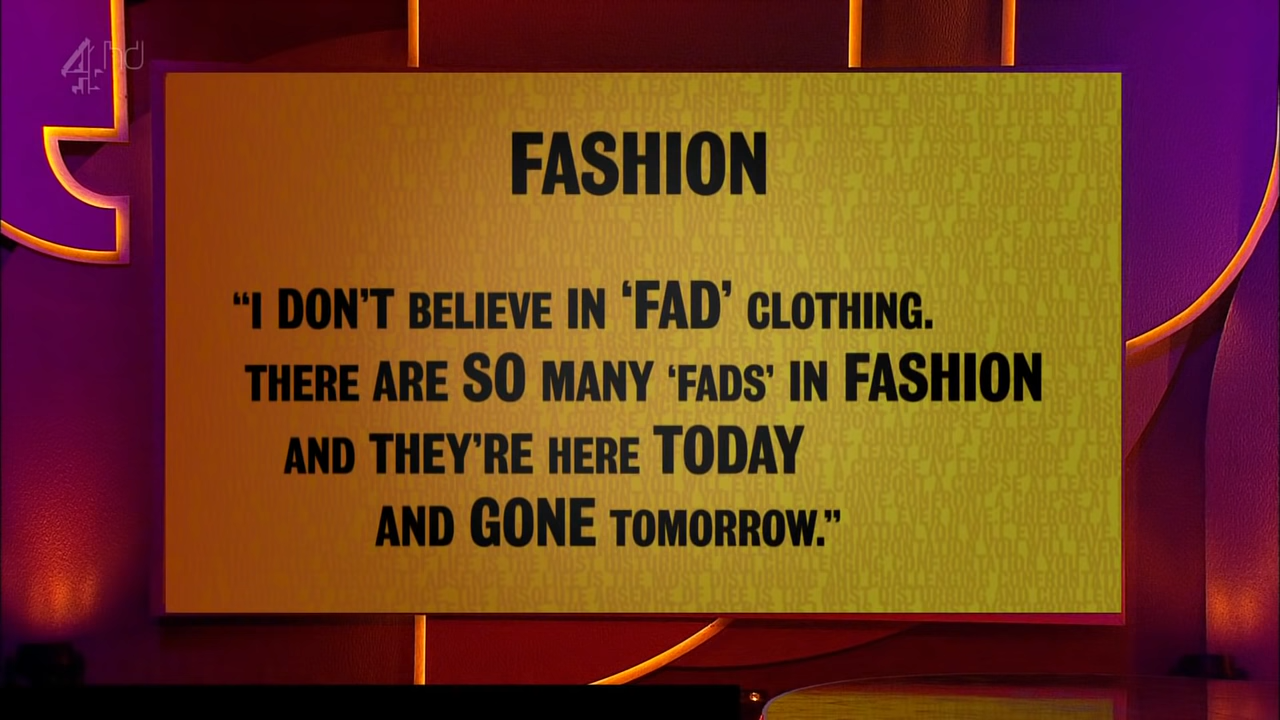 4hd
FASHION
“I DON’T BELIEVE IN ‘FAD’ CLOTHING.
THERE ARE SO MANY ‘FADS’ IN FASHION
AND THEY’RE HERE TODAY
AND GONE TOMORROW.”